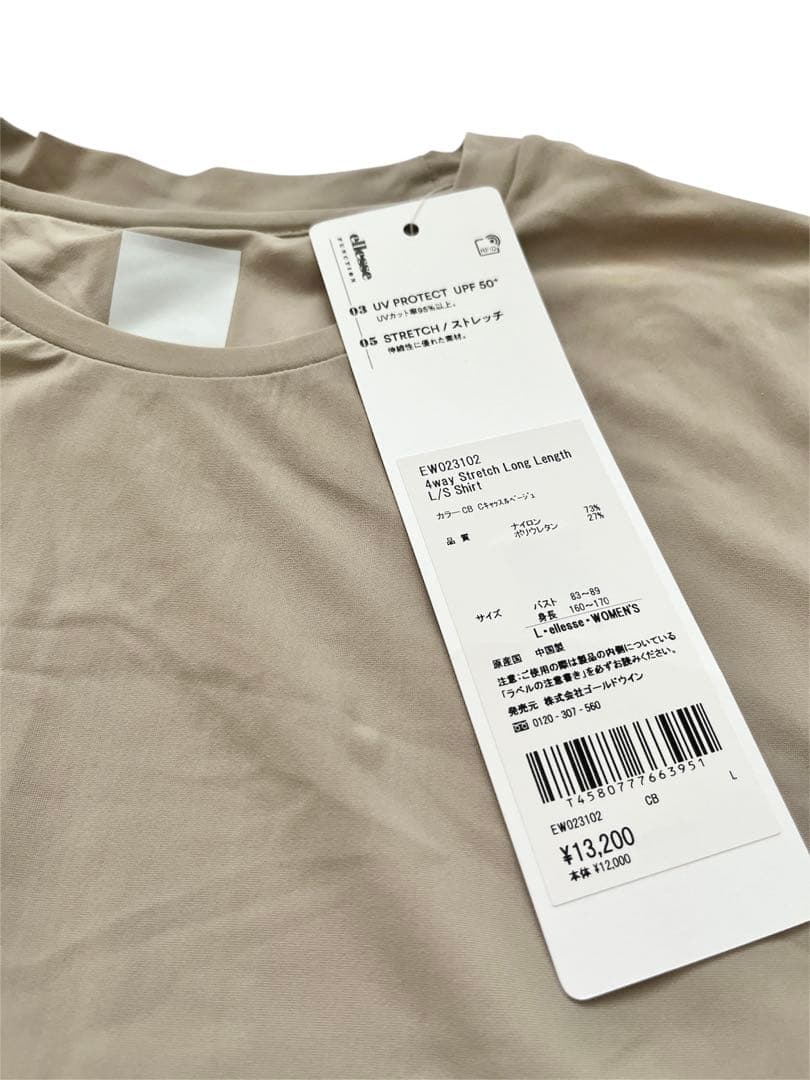 ellesse
FUNCTION
RFID
03 UV PROTECT UPF 50+
UVカット率95%以上。
05 STRETCH / ストレッチ
伸縮性に優れた素材。
EW023102
4way Stretch Long Length
L/S Shirt
カラーCB Cキャッスルベージュ
品質 ナイロン 73%
ポリウレタン 27%
サイズ バスト 83~89
身長 160~170
L・ellesse・WOMEN'S
原産国 中国製
注意:ご使用の際は製品の内側についている
「ラベルの注意書き」を必ずお読みください。
発売元 株式会社ゴールドウイン
0120-307-560
T4580777663951
EW023102 CB L
¥13,200
本体 ¥12,000